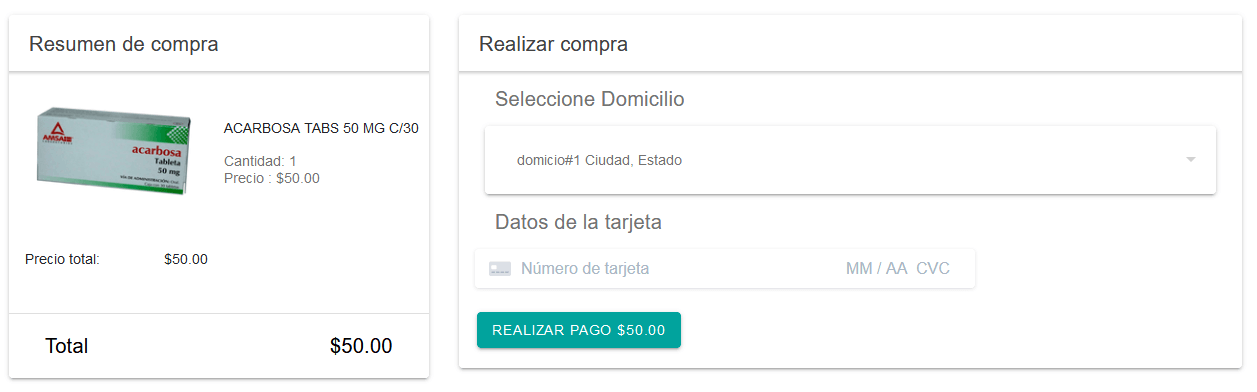 Resumen de compra
AMSA
acarbosa
Tableta
50 mg
ACARBOSA TABS 50 MG C/30
Cantidad: 1
Precio : $50.00
Precio total: $50.00
Total $50.00
Realizar compra
Seleccione Domicilio
domicio#1 Ciudad, Estado
Datos de la tarjeta
Número de tarjeta MM / AA CVC
REALIZAR PAGO $50.00